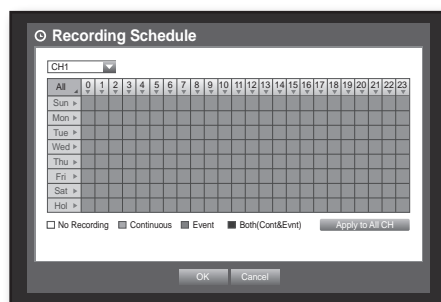 Recording Schedule
CH1
All 0 1 2 3 4 5 6 7 8 9 10 11 12 13 14 15 16 17 18 19 20 21 22 23
Sun
Mon
Tue
Wed
Thu
Fri
Sat
Hol
No Recording Continuous Event Both(Cont&Evnt) Apply to All CH
OK Cancel